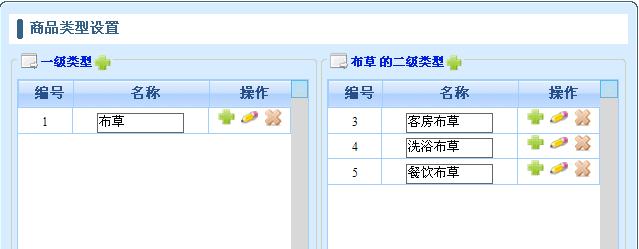 商品类型设置
一级类型
编号 名称 操作
1 布草
布草 的二级类型
编号 名称 操作
3 客房布草
4 洗浴布草
5 餐饮布草